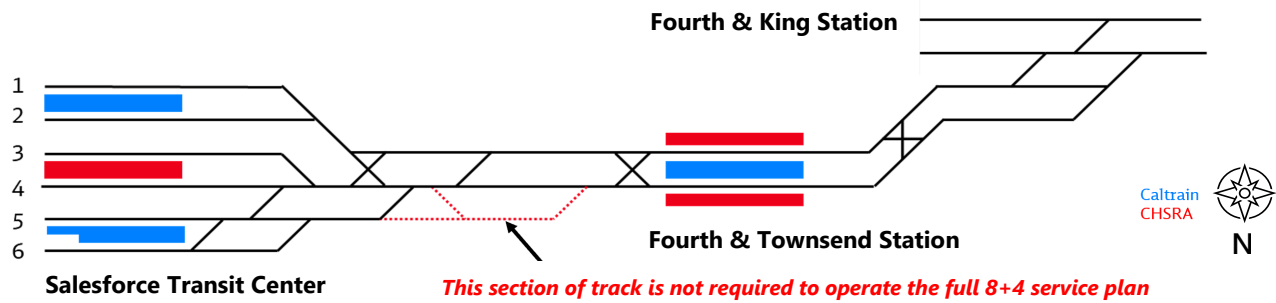 Fourth & King Station
1
2
3
4
5
6
Caltrain
CHSRA
N
Fourth & Townsend Station
Salesforce Transit Center
This section of track is not required to operate the full 8+4 service plan